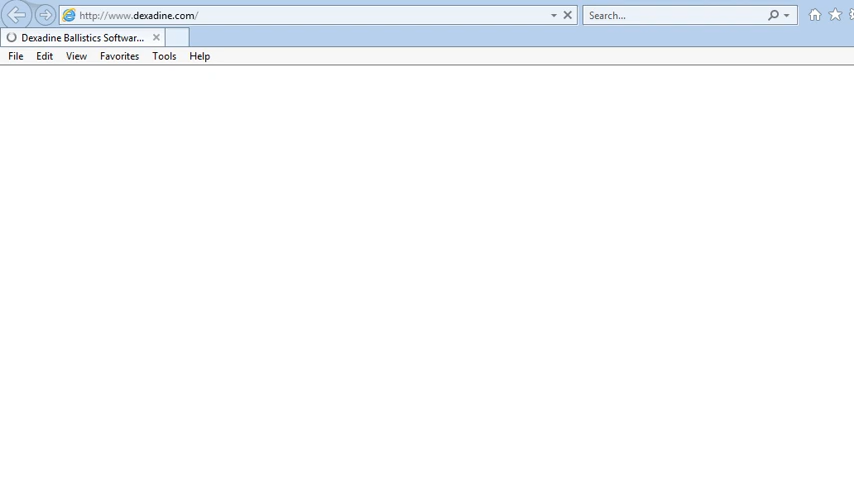 http://www.dexadine.com/
Search...
Dexadine Ballistics Softwar...
File Edit View Favorites Tools Help